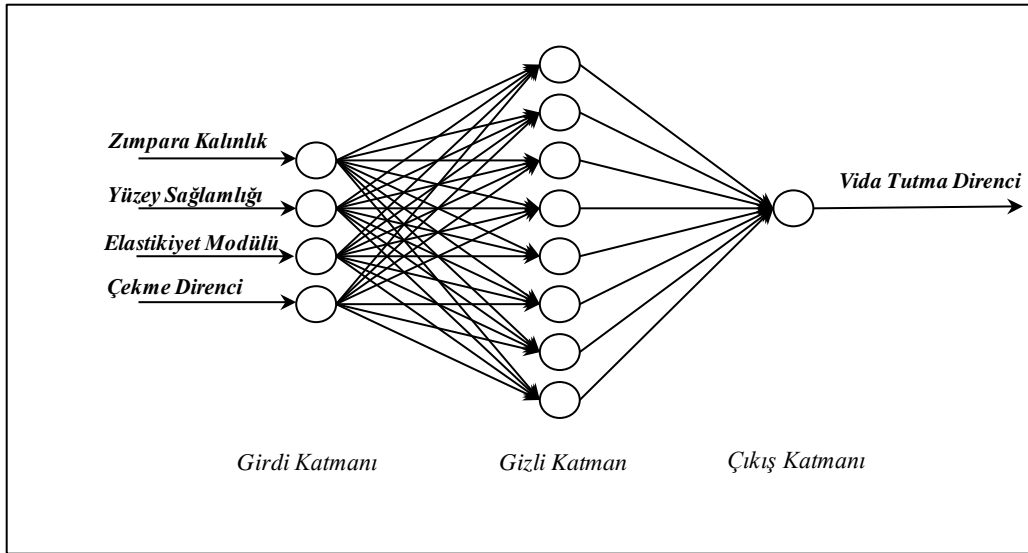 Zımpara Kalınlık
Yüzey Sağlamlığı
Elastikiyet Modülü
Çekme Direnci
Vida Tutma Direnci
Girdi Katmanı
Gizli Katman
Çıkış Katmanı